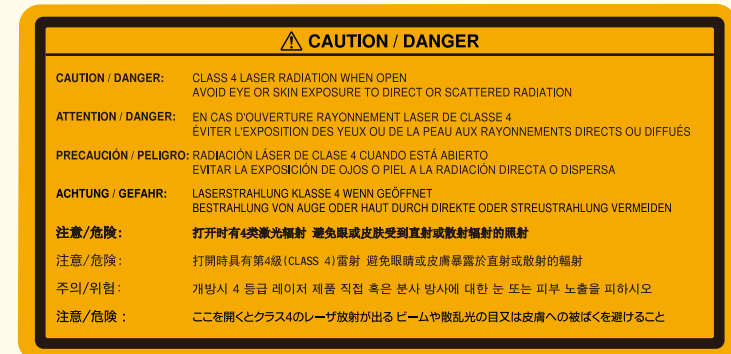 ⚠ CAUTION / DANGER
CAUTION / DANGER: CLASS 4 LASER RADIATION WHEN OPEN
AVOID EYE OR SKIN EXPOSURE TO DIRECT OR SCATTERED RADIATION
ATTENTION / DANGER: EN CAS D'OUVERTURE RAYONNEMENT LASER DE CLASSE 4
ÉVITER L'EXPOSITION DES YEUX OU DE LA PEAU AUX RAYONNEMENTS DIRECTS OU DIFFUÉS
PRECAUCIÓN / PELIGRO: RADIACIÓN LÁSER DE CLASE 4 CUANDO ESTÁ ABIERTO
EVITAR LA EXPOSICIÓN DE OJOS O PIEL A LA RADIACIÓN DIRECTA O DISPERSA
ACHTUNG / GEFAHR: LASERSTRAHLUNG KLASSE 4 WENN GEÖFFNET
BESTRAHLUNG VON AUGE ODER HAUT DURCH DIREKTE ODER STREUSTRAHLUNG VERMEIDEN
注意/危险: 打开时有4类激光辐射 避免眼或皮肤受到直射或散射辐射的照射
注意/危険: 打開時具有第4級(CLASS 4)雷射 避免眼睛或皮膚暴露於直射或散射的輻射
주의/위험: 개방시 4 등급 레이저 제품 직접 혹은 분사 방사에 대한 눈 또는 피부 노출을 피하시오
注意/危険: ここを開くとクラス4のレーザ放射が出る ビームや散乱光の目又は皮膚への被ばくを避けること